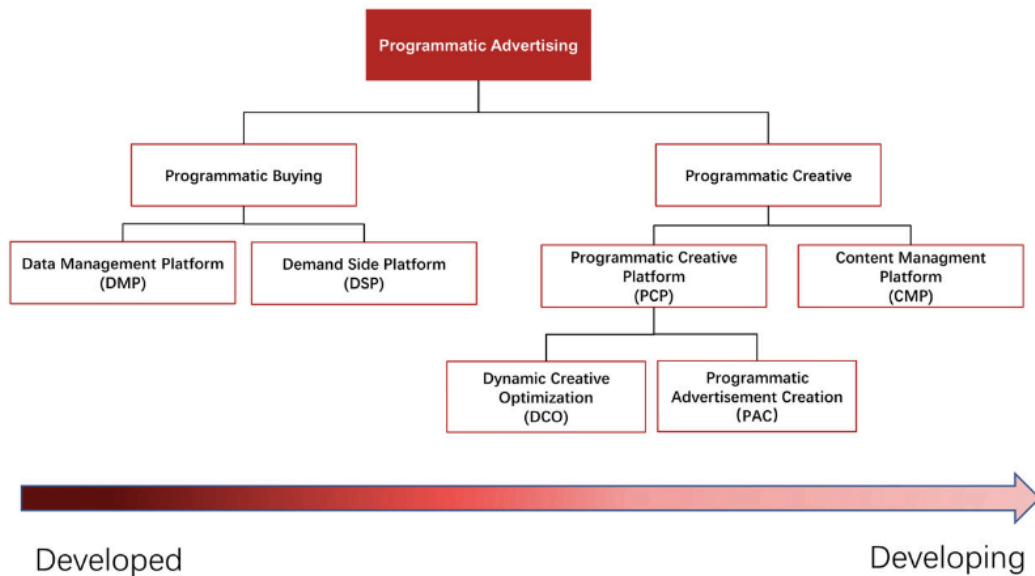 Programmatic Advertising
Programmatic Buying
Programmatic Creative
Data Management Platform
(DMP)
Demand Side Platform
(DSP)
Programmatic Creative
Platform
(PCP)
Content Managment
Platform
(CMP)
Dynamic Creative
Optimization
(DCO)
Programmatic
Advertisement Creation
(PAC)
Developed
Developing